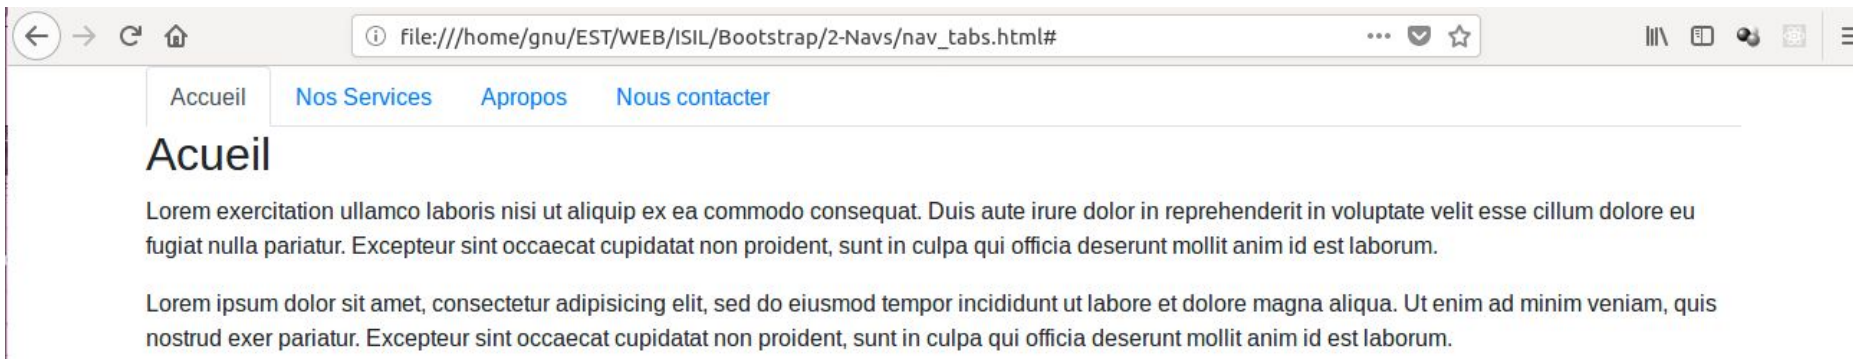 file:///home/gnu/EST/WEB/ISIL/Bootstrap/2-Navs/nav_tabs.html#
Accueil Nos Services Apropos Nous contacter
Acueil
Lorem exercitation ullamco laboris nisi ut aliquip ex ea commodo consequat. Duis aute irure dolor in reprehenderit in voluptate velit esse cillum dolore eu
fugiat nulla pariatur. Excepteur sint occaecat cupidatat non proident, sunt in culpa qui officia deserunt mollit anim id est laborum.
Lorem ipsum dolor sit amet, consectetur adipisicing elit, sed do eiusmod tempor incididunt ut labore et dolore magna aliqua. Ut enim ad minim veniam, quis
nostrud exer pariatur. Excepteur sint occaecat cupidatat non proident, sunt in culpa qui officia deserunt mollit anim id est laborum.